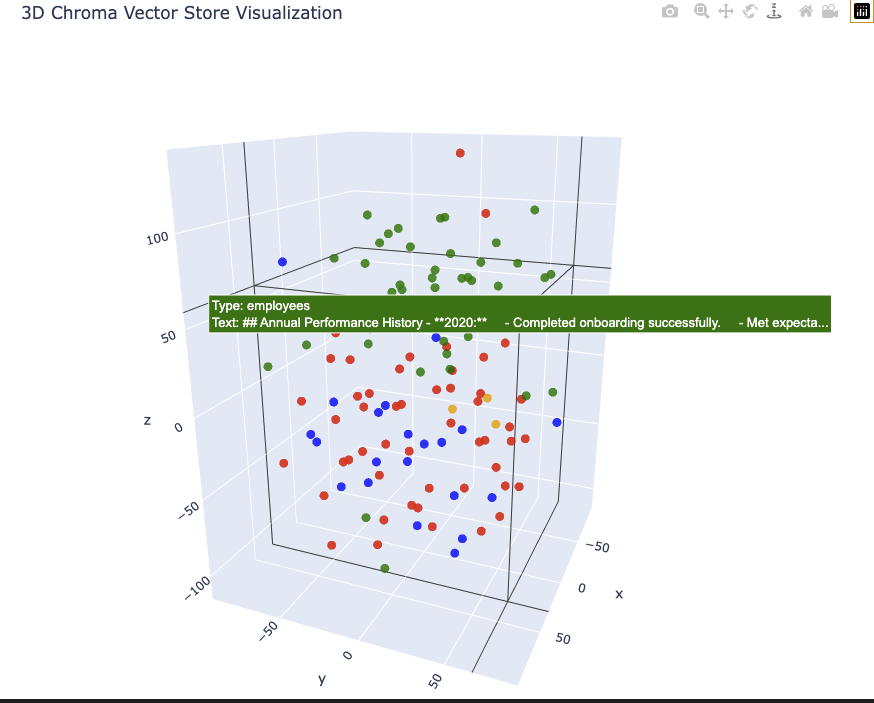 3D Chroma Vector Store Visualization
z
100
50
0
−50
−100
z
Type: employees
Text: ## Annual Performance History - **2020:** - Completed onboarding successfully. - Met expecta...
−50
0
50
y
−50
0
50
x